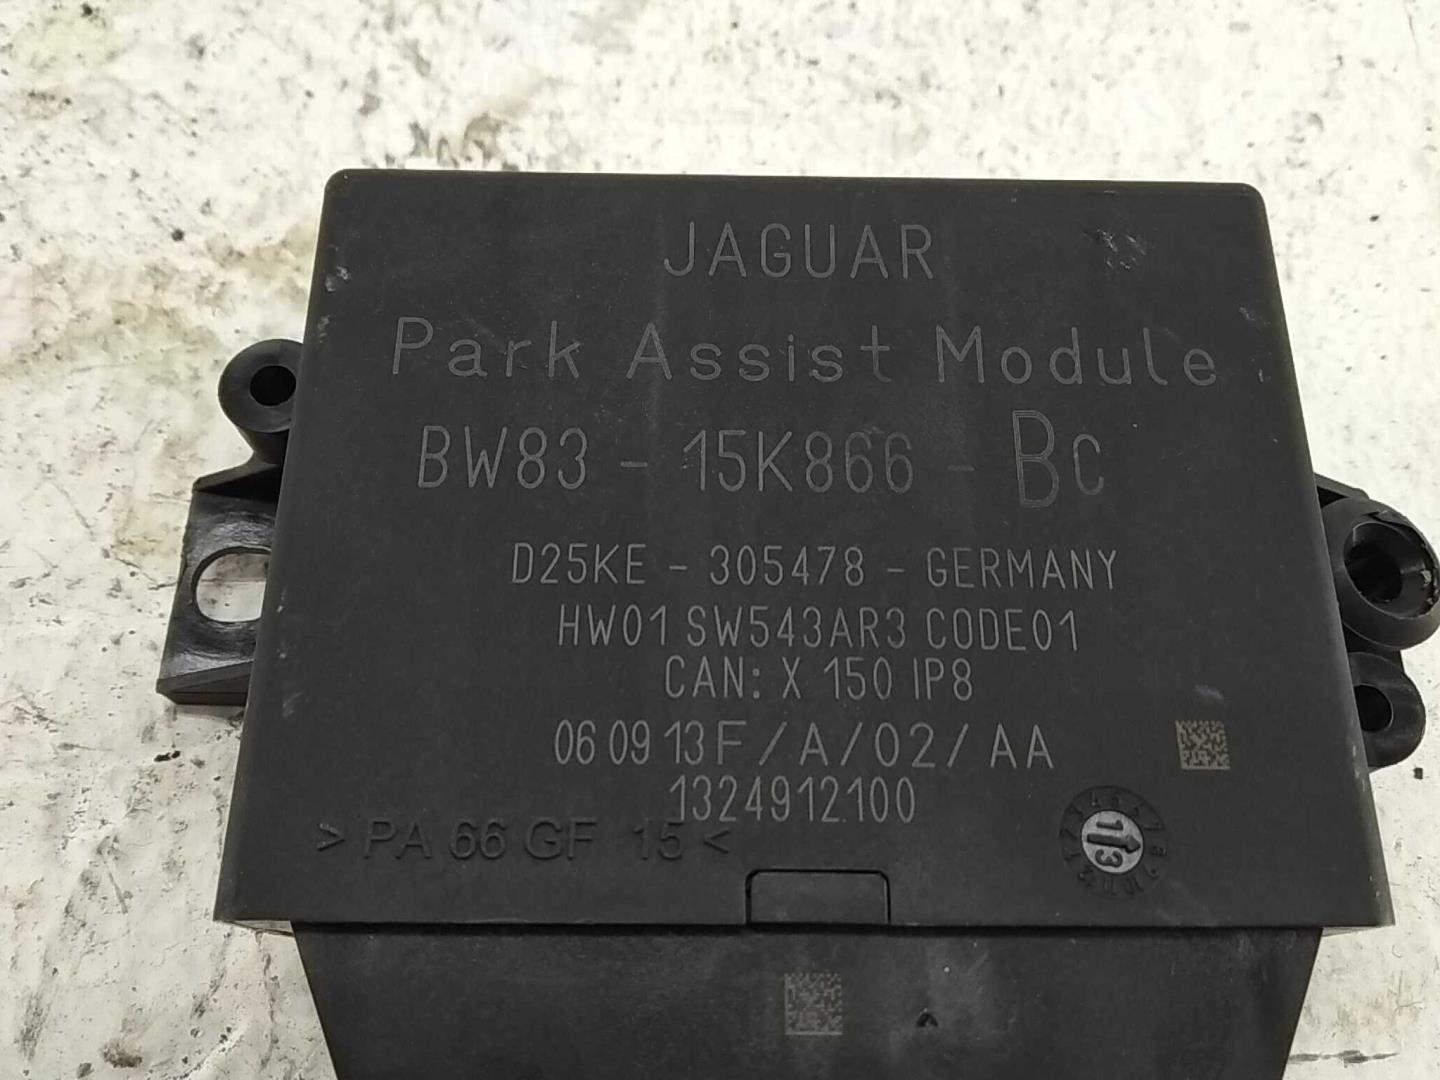 JAGUAR
Park Assist Module
BW83 - 15K866 - Bc
D25KE - 305478 - GERMANY
HW01 SW543AR3 CODE01
CAN: X 150 IP8
06 09 13F/A/02/AA
1324912100
> PA 66 GF 15 <
13